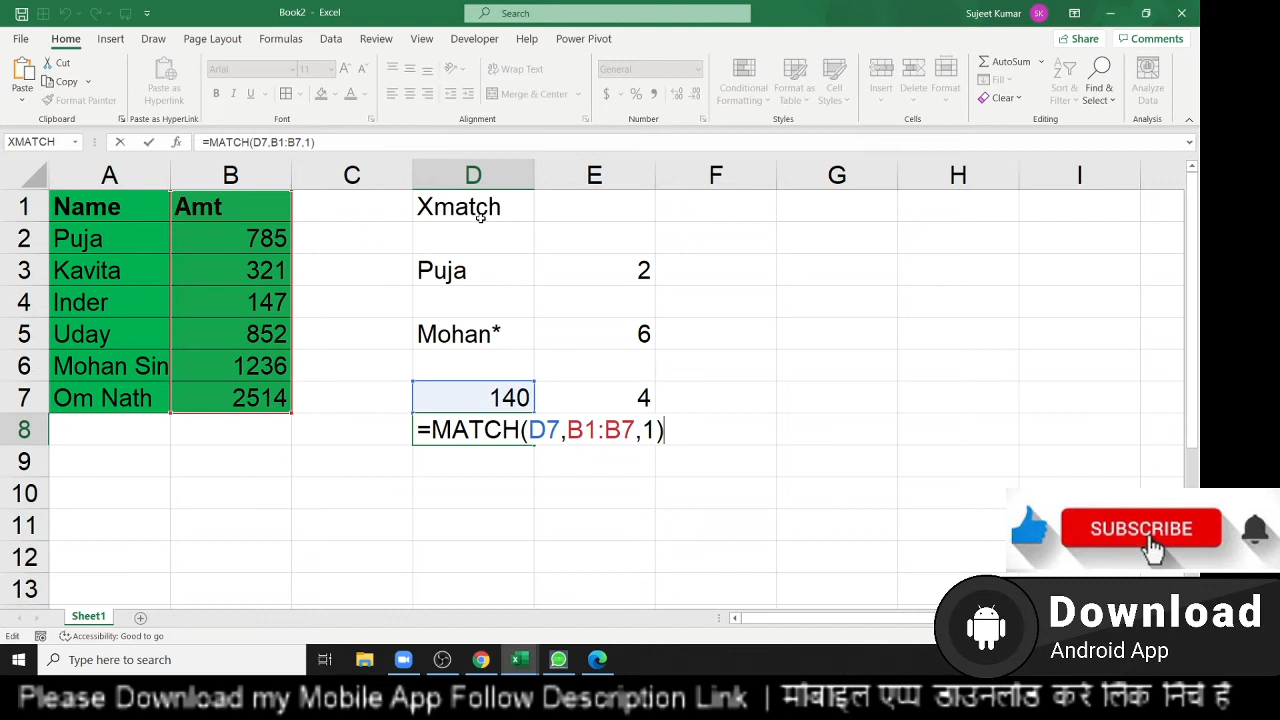 Book2 - Excel
Search
Sujeet Kumar
SK
File Home Insert Draw Page Layout Formulas Data Review View Developer Help Power Pivot
Share
Comments
Paste
Cut
Copy
Format Painter
Clipboard
Paste as
Hyperlink
Paste as Hyperlink
Arial
11
B I U
Font
Wrap Text
Merge & Center
Alignment
General
$ %
Number
Conditional
Formatting
Format as
Table
Cell
Styles
Styles
Insert
Delete
Format
Cells
AutoSum
Fill
Clear
Sort &
Filter
Find &
Select
Editing
Analyze
Data
Analysis
XMATCH
fx
=MATCH(D7,B1:B7,1)
A B C D E F G H I
1 Name Amt Xmatch
2 Puja 785
3 Kavita 321 Puja 2
4 Inder 147
5 Uday 852 Mohan* 6
6 Mohan Sin 1236
7 Om Nath 2514 140 4
8 =MATCH(D7,B1:B7,1)
9
10
11
12
13
SUBSCRIBE
Download
Android App
Sheet1
Edit
Accessibility: Good to go
Type here to search
Please Download my Mobile App Follow Description Link | मोबाइल एप्प डाउनलोड करे लिंक निचे है